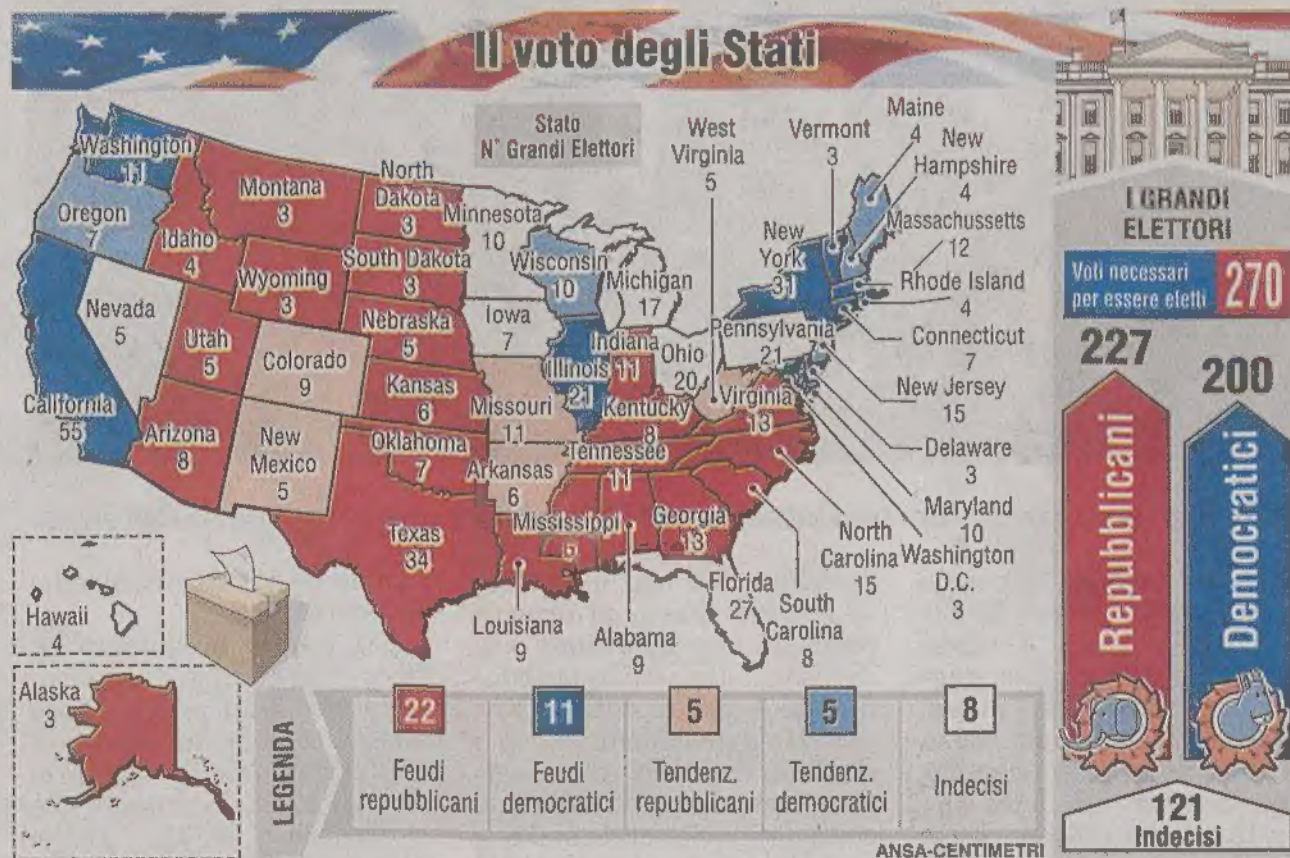 Il voto degli Stati
Stato
N° Grandi Elettori
Washington
11
Oregon
7
California
55
Nevada
5
Idaho
4
Montana
3
Wyoming
3
Utah
5
Arizona
8
Colorado
9
New
Mexico
5
North
Dakota
3
South Dakota
3
Nebraska
5
Kansas
6
Oklahoma
7
Texas
34
Minnesota
10
Iowa
7
Missouri
11
Arkansas
6
Louisiana
9
Wisconsin
10
Illinois
21
Michigan
17
Indiana
11
Ohio
20
Kentucky
8
Tennessee
11
Mississippi
6
Alabama
9
Georgia
13
Florida
27
South
Carolina
8
North
Carolina
15
Virginia
13
West
Virginia
5
Pennsylvania
21
New
York
31
Vermont
3
Maine
4
New
Hampshire
4
Massachussetts
12
Rhode Island
4
Connecticut
7
New Jersey
15
Delaware
3
Maryland
10
Washington
D.C.
3
Hawaii
4
Alaska
3
LEGENDA
22
Feudi
repubblicani
11
Feudi
democratici
5
Tendenz.
repubblicani
5
Tendenz.
democratici
8
Indecisi
I GRANDI
ELETTORI
Voti necessari
per essere eletti
270
227
Repubblicani
200
Democratici
121
Indecisi
ANSA-CENTIMETRI